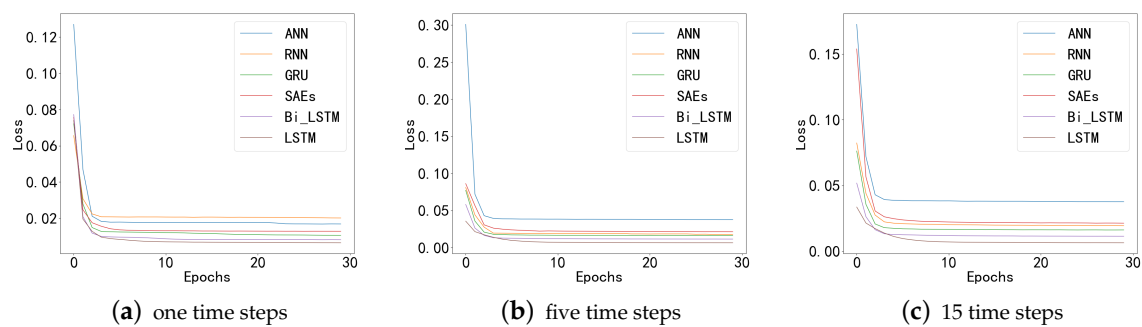 0.12
0.10
0.08
0.06
0.04
0.02
Loss
0
10
20
30
Epochs
ANN
RNN
GRU
SAEs
Bi_LSTM
LSTM
(a) one time steps
0.30
0.25
0.20
0.15
0.10
0.05
0.00
Loss
0
10
20
30
Epochs
ANN
RNN
GRU
SAEs
Bi_LSTM
LSTM
(b) five time steps
0.15
0.10
0.05
0.00
Loss
0
10
20
30
Epochs
ANN
RNN
GRU
SAEs
Bi_LSTM
LSTM
(c) 15 time steps